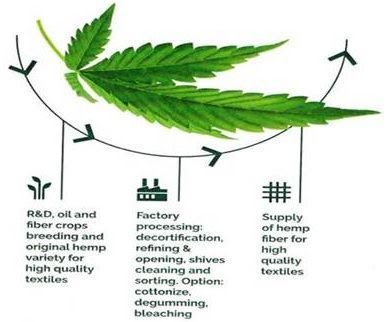 R&D, oil and
fiber crops
breeding and
original hemp
variety for
high quality
textiles
Factory
processing:
decortification,
refining &
opening, shives
cleaning and
sorting. Option:
cottonize,
degumming,
bleaching
Supply
of hemp
fiber for
high
quality
textiles